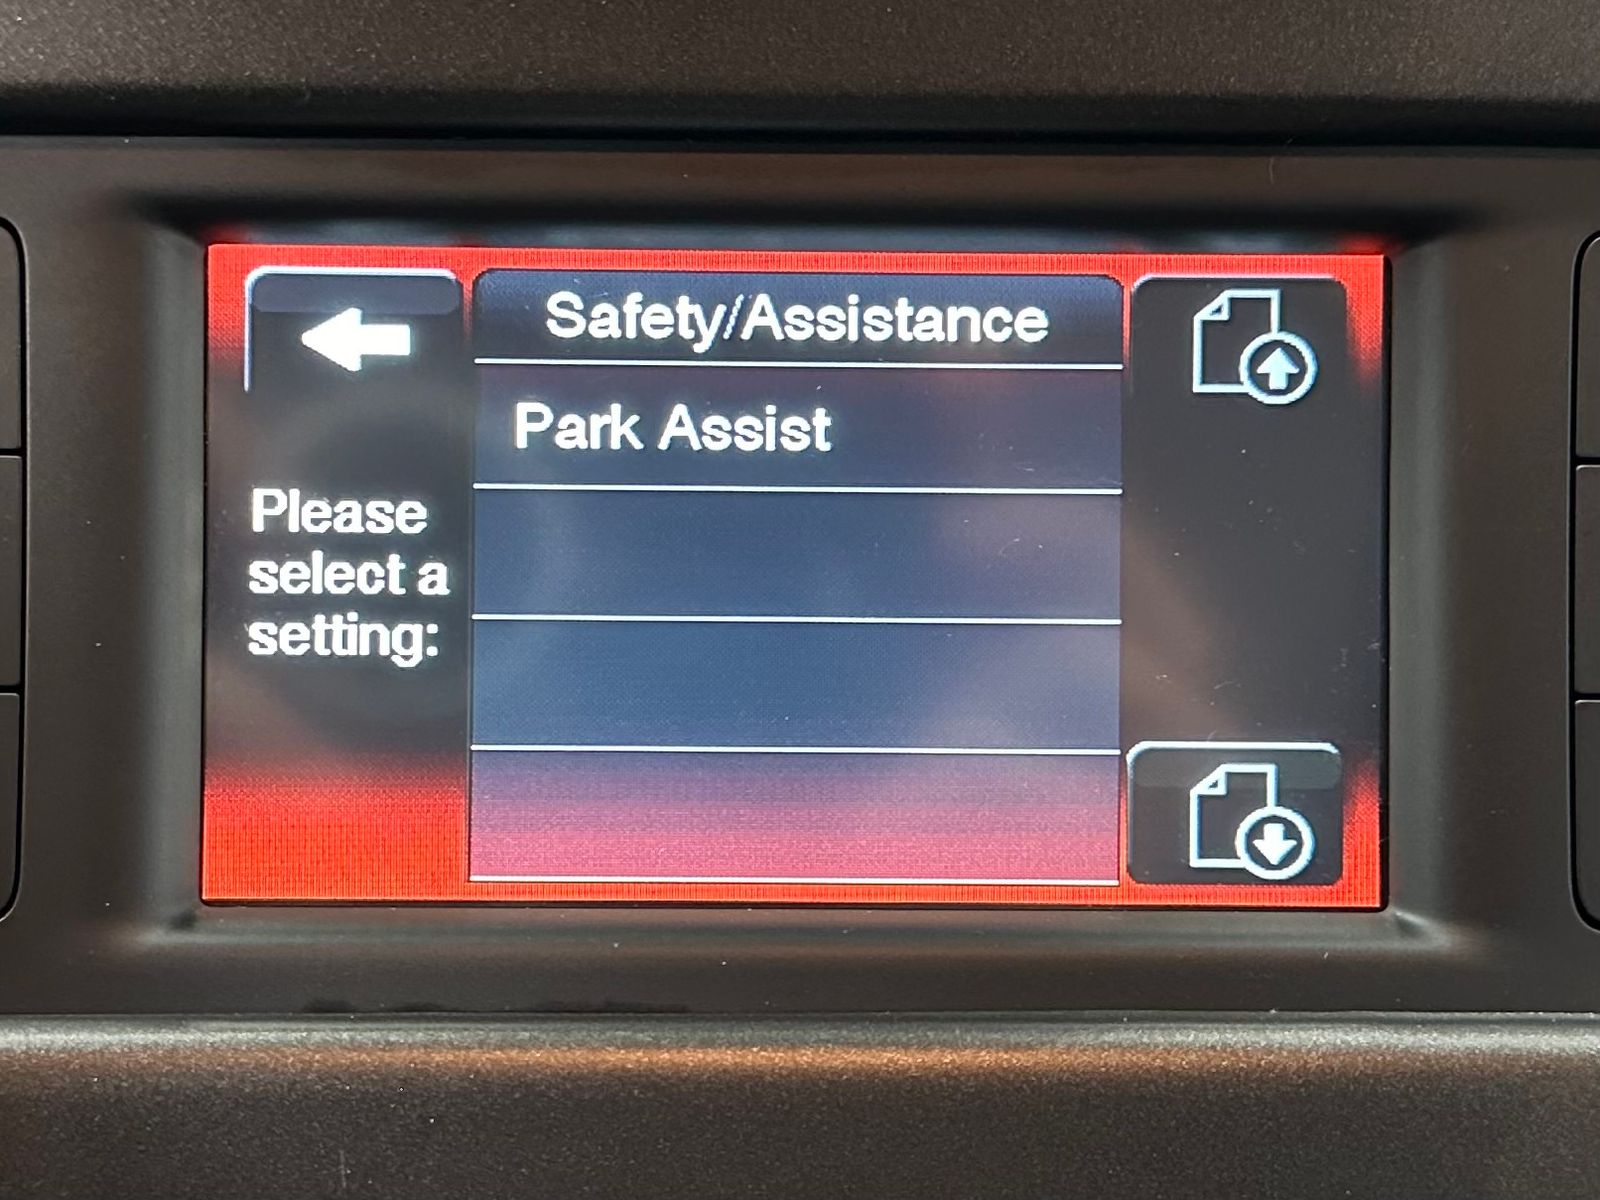 Safety/Assistance
Park Assist
Please
select a
setting: